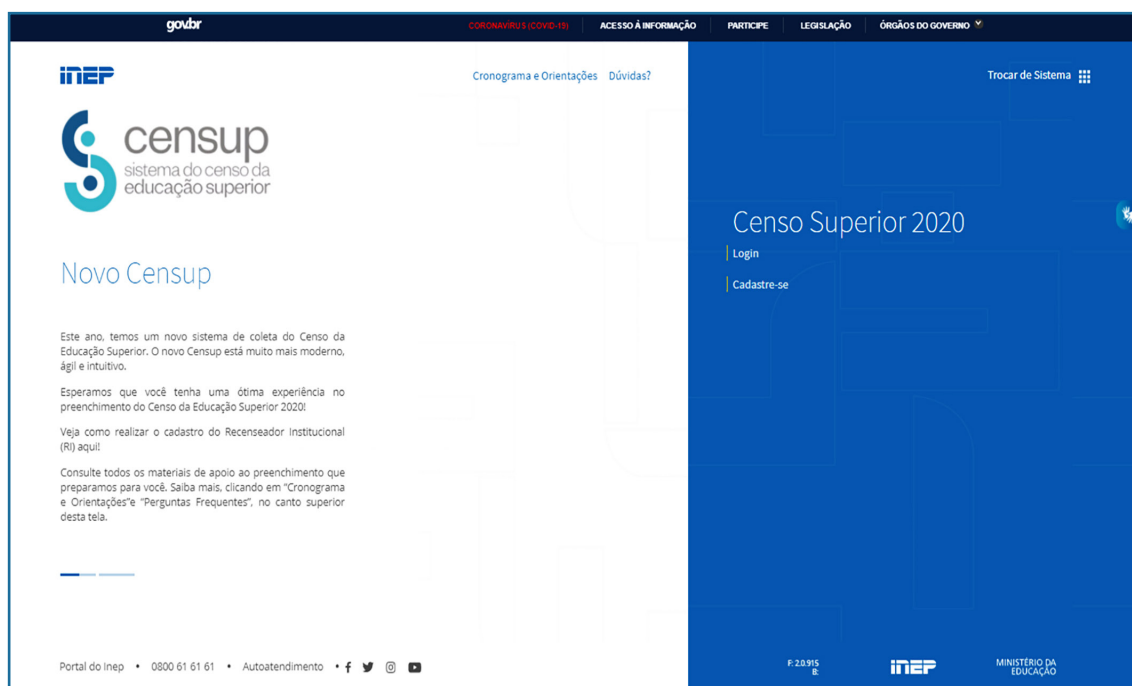 gov.br
CORONAVÍRUS (COVID-19)
ACESSO À INFORMAÇÃO
PARTICIPE
LEGISLAÇÃO
ÓRGÃOS DO GOVERNO
inep
Cronograma e Orientações
Dúvidas?
Trocar de Sistema
censup
sistema do censo da
educação superior
Novo Censup
Este ano, temos um novo sistema de coleta do Censo da
Educação Superior. O novo Censup está muito mais moderno,
ágil e intuitivo.
Esperamos que você tenha uma ótima experiência no
preenchimento do Censo da Educação Superior 2020!
Veja como realizar o cadastro do Recenseador Institucional
(RI) aqui!
Consulte todos os materiais de apoio ao preenchimento que
preparamos para você. Saiba mais, clicando em "Cronograma
e Orientações"e "Perguntas Frequentes", no canto superior
desta tela.
Censo Superior 2020
Login
Cadastre-se
Portal do Inep • 0800 61 61 61 • Autoatendimento •
F: 2.0.915
B:
inep
MINISTÉRIO DA
EDUCAÇÃO